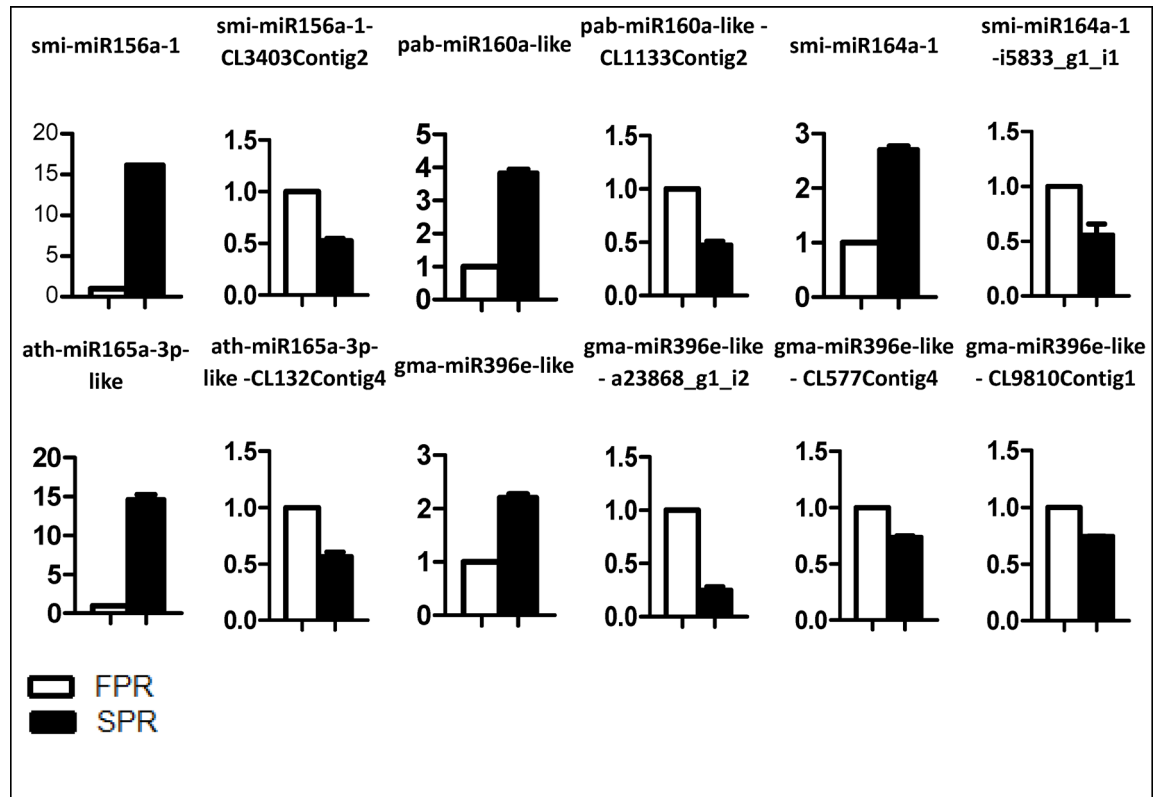 smi-miR156a-1
smi-miR156a-1-
CL3403Contig2
pab-miR160a-like
pab-miR160a-like -
CL1133Contig2
smi-miR164a-1
smi-miR164a-1
-i5833_g1_i1
20
15
10
5
0
1.5
1.0
0.5
0.0
5
4
3
2
1
0
1.5
1.0
0.5
0.0
3
2
1
0
1.5
1.0
0.5
0.0
ath-miR165a-3p-
like
ath-miR165a-3p-
like -CL132Contig4
gma-miR396e-like
gma-miR396e-like
- a23868_g1_i2
gma-miR396e-like
- CL577Contig4
gma-miR396e-like
- CL9810Contig1
20
15
10
5
0
1.5
1.0
0.5
0.0
3
2
1
0
1.5
1.0
0.5
0.0
1.5
1.0
0.5
0.0
1.5
1.0
0.5
0.0
FPR
SPR